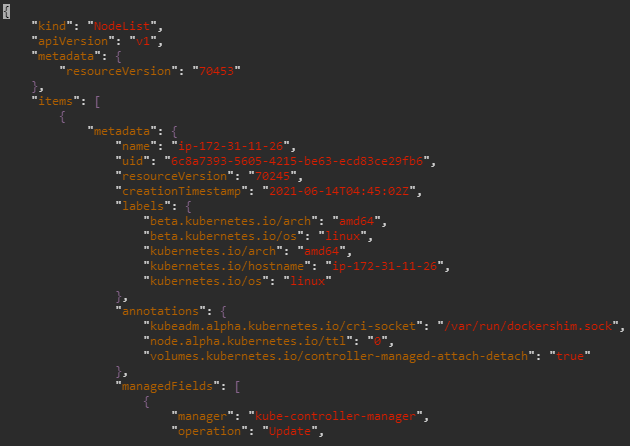 {
    "kind": "NodeList",
    "apiVersion": "v1",
    "metadata": {
        "resourceVersion": "70453"
    },
    "items": [
        {
            "metadata": {
                "name": "ip-172-31-11-26",
                "uid": "6c8a7393-5605-4215-be63-ecd83ce29fb6",
                "resourceVersion": "70245",
                "creationTimestamp": "2021-06-14T04:45:02Z",
                "labels": {
                    "beta.kubernetes.io/arch": "amd64",
                    "beta.kubernetes.io/os": "linux",
                    "kubernetes.io/arch": "amd64",
                    "kubernetes.io/hostname": "ip-172-31-11-26",
                    "kubernetes.io/os": "linux"
                },
                "annotations": {
                    "kubeadm.alpha.kubernetes.io/cri-socket": "/var/run/dockershim.sock",
                    "node.alpha.kubernetes.io/ttl": "0",
                    "volumes.kubernetes.io/controller-managed-attach-detach": "true"
                },
                "managedFields": [
                    {
                        "manager": "kube-controller-manager",
                        "operation": "Update",